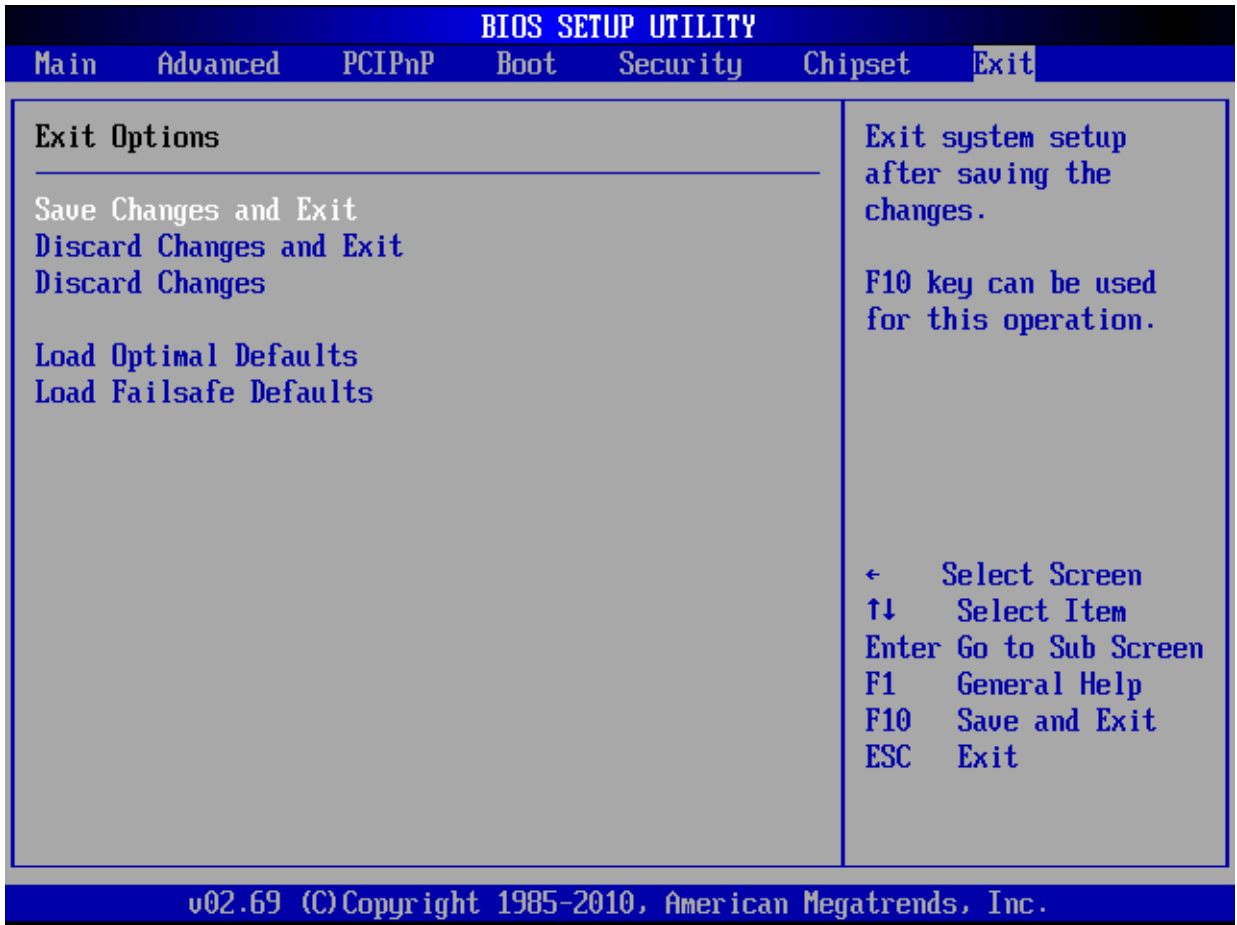 BIOS SETUP UTILITY
Main Advanced PCIPnP Boot Security Chipset Exit
Exit Options
Save Changes and Exit
Discard Changes and Exit
Discard Changes
Load Optimal Defaults
Load Failsafe Defaults
Exit system setup
after saving the
changes.
F10 key can be used
for this operation.
← Select Screen
↑↓ Select Item
Enter Go to Sub Screen
F1 General Help
F10 Save and Exit
ESC Exit
v02.69 (C)Copyright 1985-2010, American Megatrends, Inc.